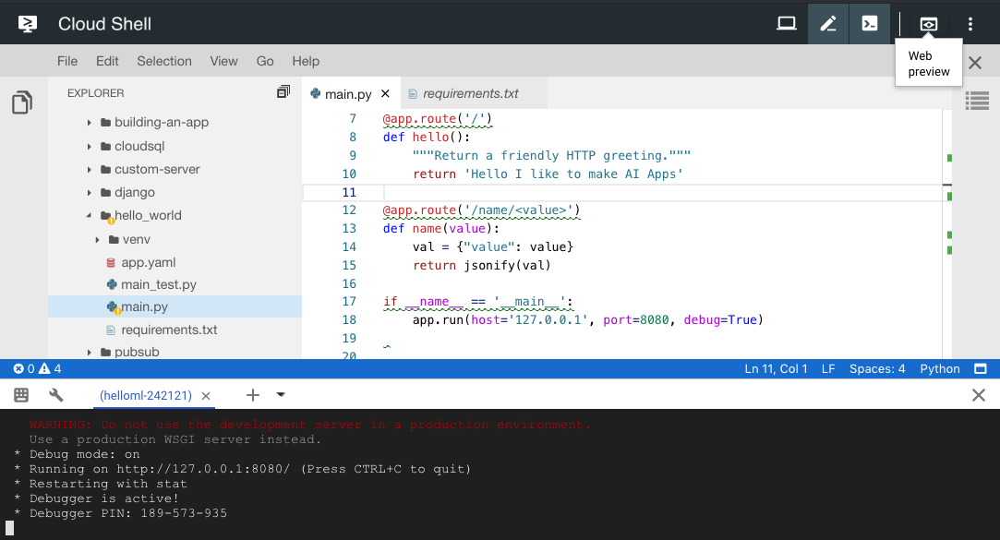 Cloud Shell
Web
preview
File Edit Selection View Go Help
EXPLORER
building-an-app
cloudsql
custom-server
django
hello_world
venv
app.yaml
main_test.py
main.py
requirements.txt
pubsub
main.py
requirements.txt
7 @app.route('/')
8 def hello():
9 """Return a friendly HTTP greeting."""
10 return 'Hello I like to make AI Apps'
11
12 @app.route('/name/<value>')
13 def name(value):
14 val = {"value": value}
15 return jsonify(val)
16
17 if __name__ == '__main__':
18 app.run(host='127.0.0.1', port=8080, debug=True)
19
20
0 4
Ln 11, Col 1 LF Spaces: 4 Python
(helloml-242121)
WARNING: Do not use the development server in a production environment.
Use a production WSGI server instead.
* Debug mode: on
* Running on http://127.0.0.1:8080/ (Press CTRL+C to quit)
* Restarting with stat
* Debugger is active!
* Debugger PIN: 189-573-935